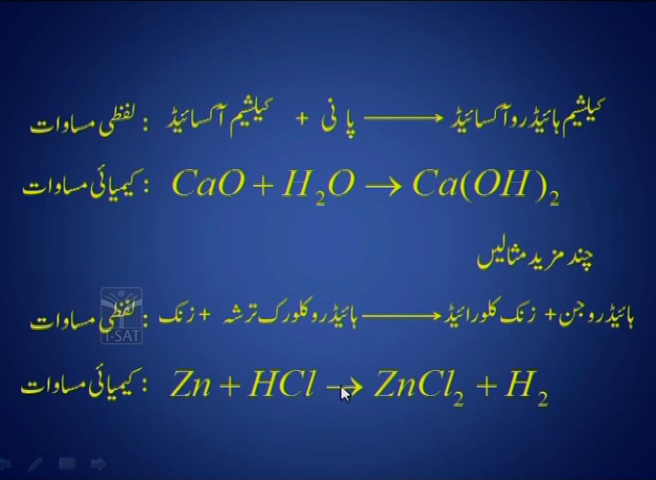 لفظی مساوات : کیلشیم آکسائیڈ + پانی ⟶ کیلشیم ہائیڈروآکسائیڈ
کیمیائی مساوات : CaO + H₂O → Ca(OH)₂
چند مزید مثالیں
لفظی مساوات : زنک + ہائیڈروکلورک ترشہ ⟶ زنک کلورائیڈ + ہائیڈروجن
کیمیائی مساوات : Zn + HCl → ZnCl₂ + H₂
T-SAT